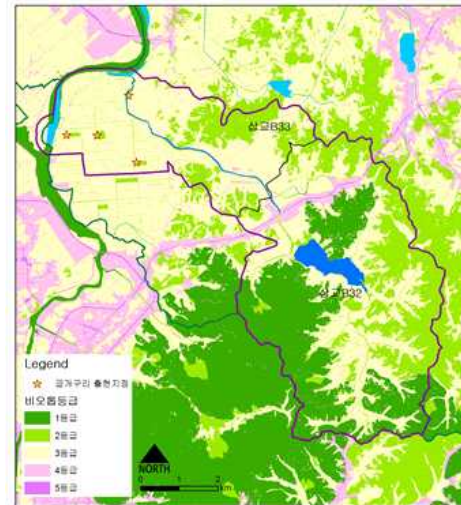 삽교B33
삽교B32
Legend
금개구리 출현지점
비오톱등급
1등급
2등급
3등급
4등급
5등급
NORTH
0 1 2
km